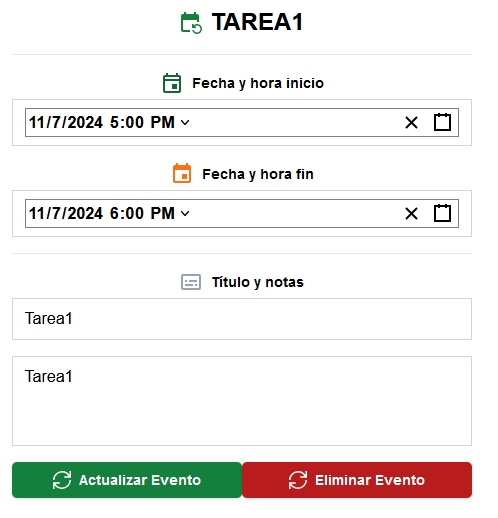 TAREA1
Fecha y hora inicio
11/7/2024 5:00 PM
Fecha y hora fin
11/7/2024 6:00 PM
Título y notas
Tarea1
Tarea1
Actualizar Evento Eliminar Evento